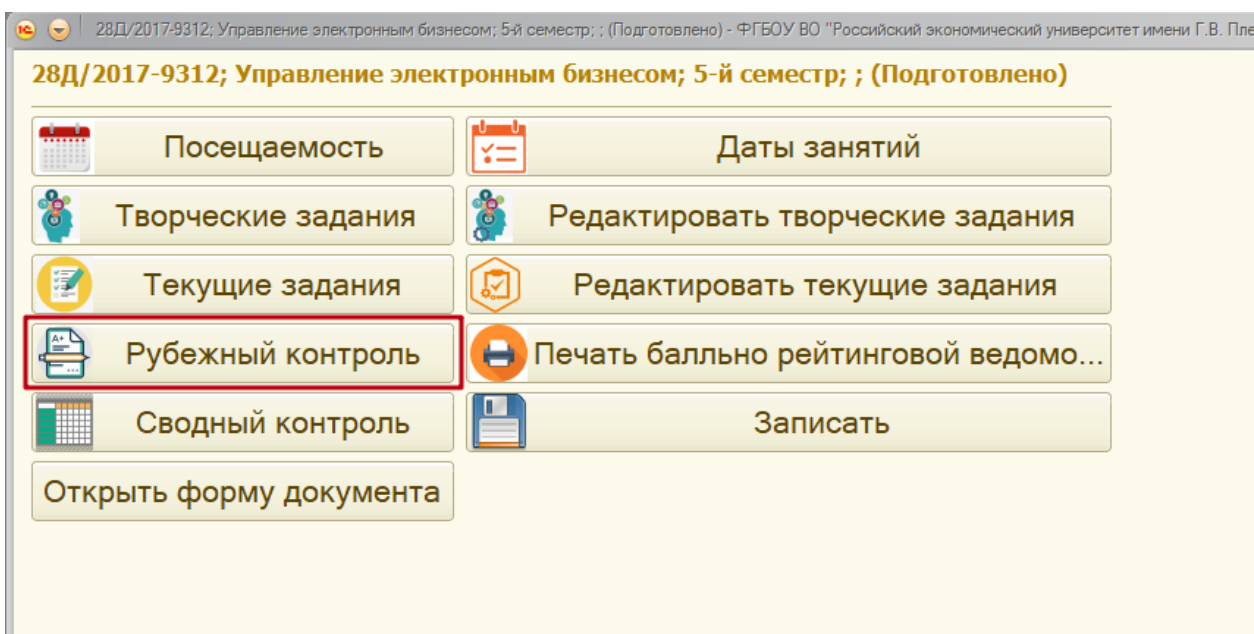 28Д/2017-9312; Управление электронным бизнесом; 5-й семестр; ; (Подготовлено) - ФГБОУ ВО "Российский экономический университет имени Г.В. Пле
28Д/2017-9312; Управление электронным бизнесом; 5-й семестр; ; (Подготовлено)
Посещаемость
Даты занятий
Творческие задания
Редактировать творческие задания
Текущие задания
Редактировать текущие задания
Рубежный контроль
Печать балльно рейтинговой ведомо...
Сводный контроль
Записать
Открыть форму документа